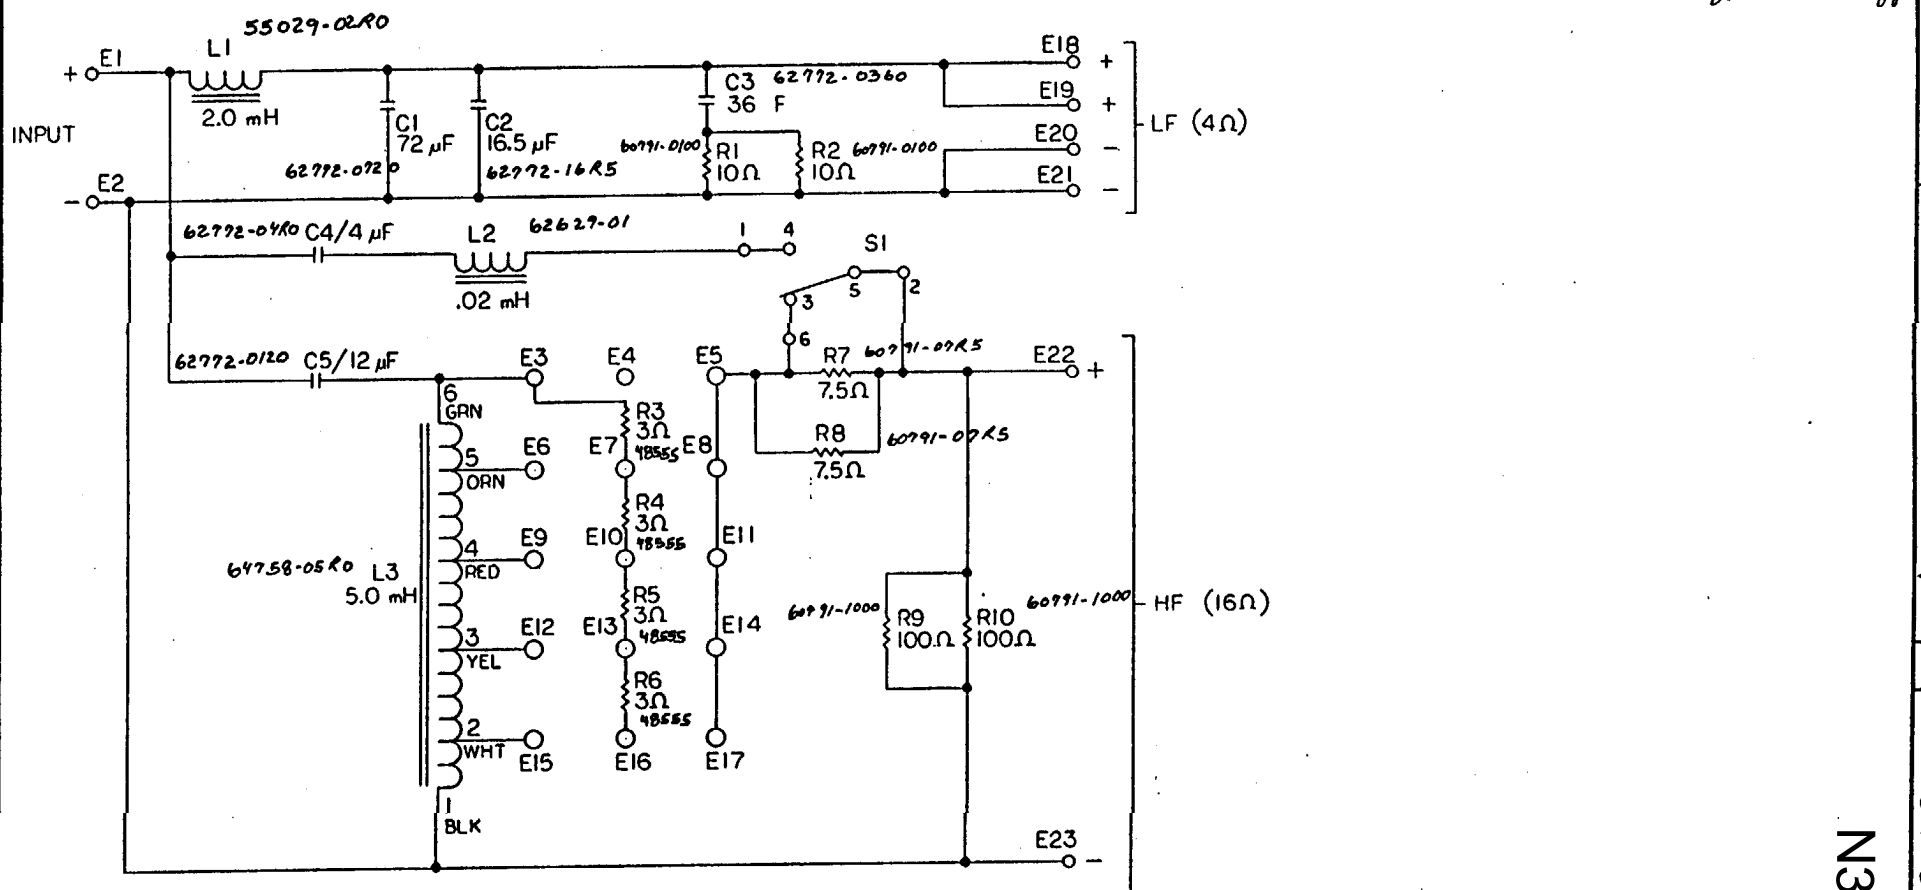 55029-02R0
L1
+ E1
2.0 mH
INPUT
C1
72 µF
62772-0720
C2
16.5 µF
62772-16R5
C3 62772-0360
36 F
60791-0100 R1
10Ω
R2 60791-0100
10Ω
E18 +
E19 +
E20 -
E21 -
LF (4Ω)
- E2
62772-04R0 C4/4 µF
L2 62629-01
.02 mH
1 4
S1
3 5 2
6
62772-0120 C5/12 µF
E3 E4 E5
R7 60791-07R5
7.5Ω
E22 +
R8 60791-07R5
7.5Ω
6
GRN
R3
3Ω
48555
5
ORN
E6 E7 E8
R4
3Ω
48555
4
RED
E9 E10 E11
64758-05R0 L3
5.0 mH
R5
3Ω
48555
3
YEL
E12 E13 E14
R6
3Ω
48555
2
WHT
E15 E16 E17
60791-1000 R9
100Ω
R10 60791-1000
100Ω
HF (16Ω)
1
BLK
E23 -
N3